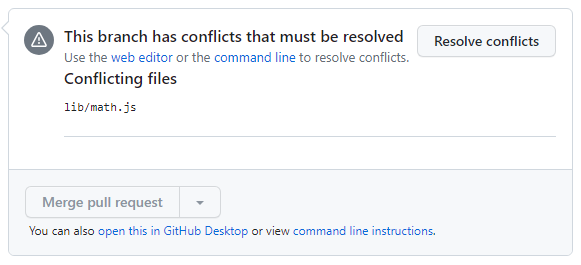 This branch has conflicts that must be resolved
Resolve conflicts
Use the web editor or the command line to resolve conflicts.
Conflicting files
lib/math.js
Merge pull request
You can also open this in GitHub Desktop or view command line instructions.